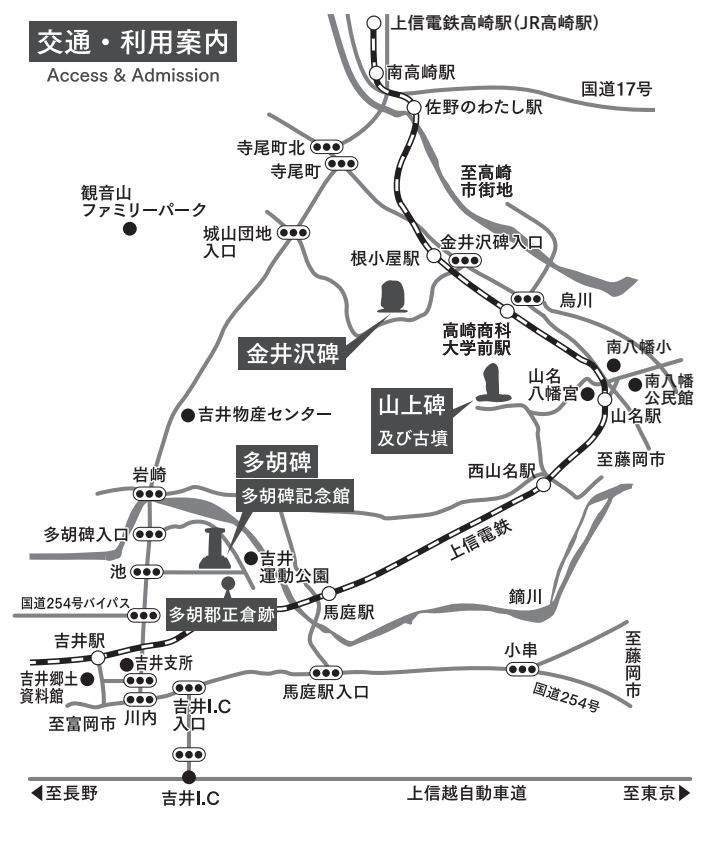 交通・利用案内
Access & Admission
上信電鉄高崎駅(JR高崎駅)
南高崎駅
国道17号
佐野のわたし駅
寺尾町北
寺尾町
至高崎
市街地
観音山
ファミリーパーク
城山団地
入口
根小屋駅
金井沢碑入口
烏川
金井沢碑
高崎商科
大学前駅
南八幡小
山名
八幡宮
南八幡
公民館
山上碑
及び古墳
山名駅
吉井物産センター
至藤岡市
多胡碑
多胡碑記念館
岩崎
西山名駅
多胡碑入口
上信電鉄
池
吉井
運動公園
国道254号バイパス
多胡郡正倉跡
馬庭駅
鏑川
吉井駅
吉井支所
小串
至藤岡市
吉井郷土
資料館
馬庭駅入口
国道254号
至富岡市
川内
吉井I.C
入口
◀至長野
吉井I.C
上信越自動車道
至東京▶